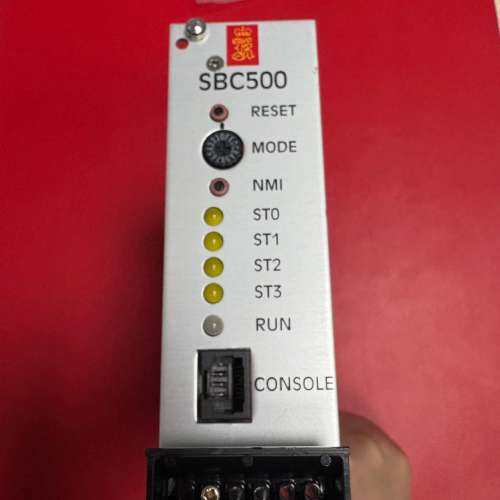 SBC500
RESET
MODE
NMI
ST0
ST1
ST2
ST3
RUN
CONSOLE